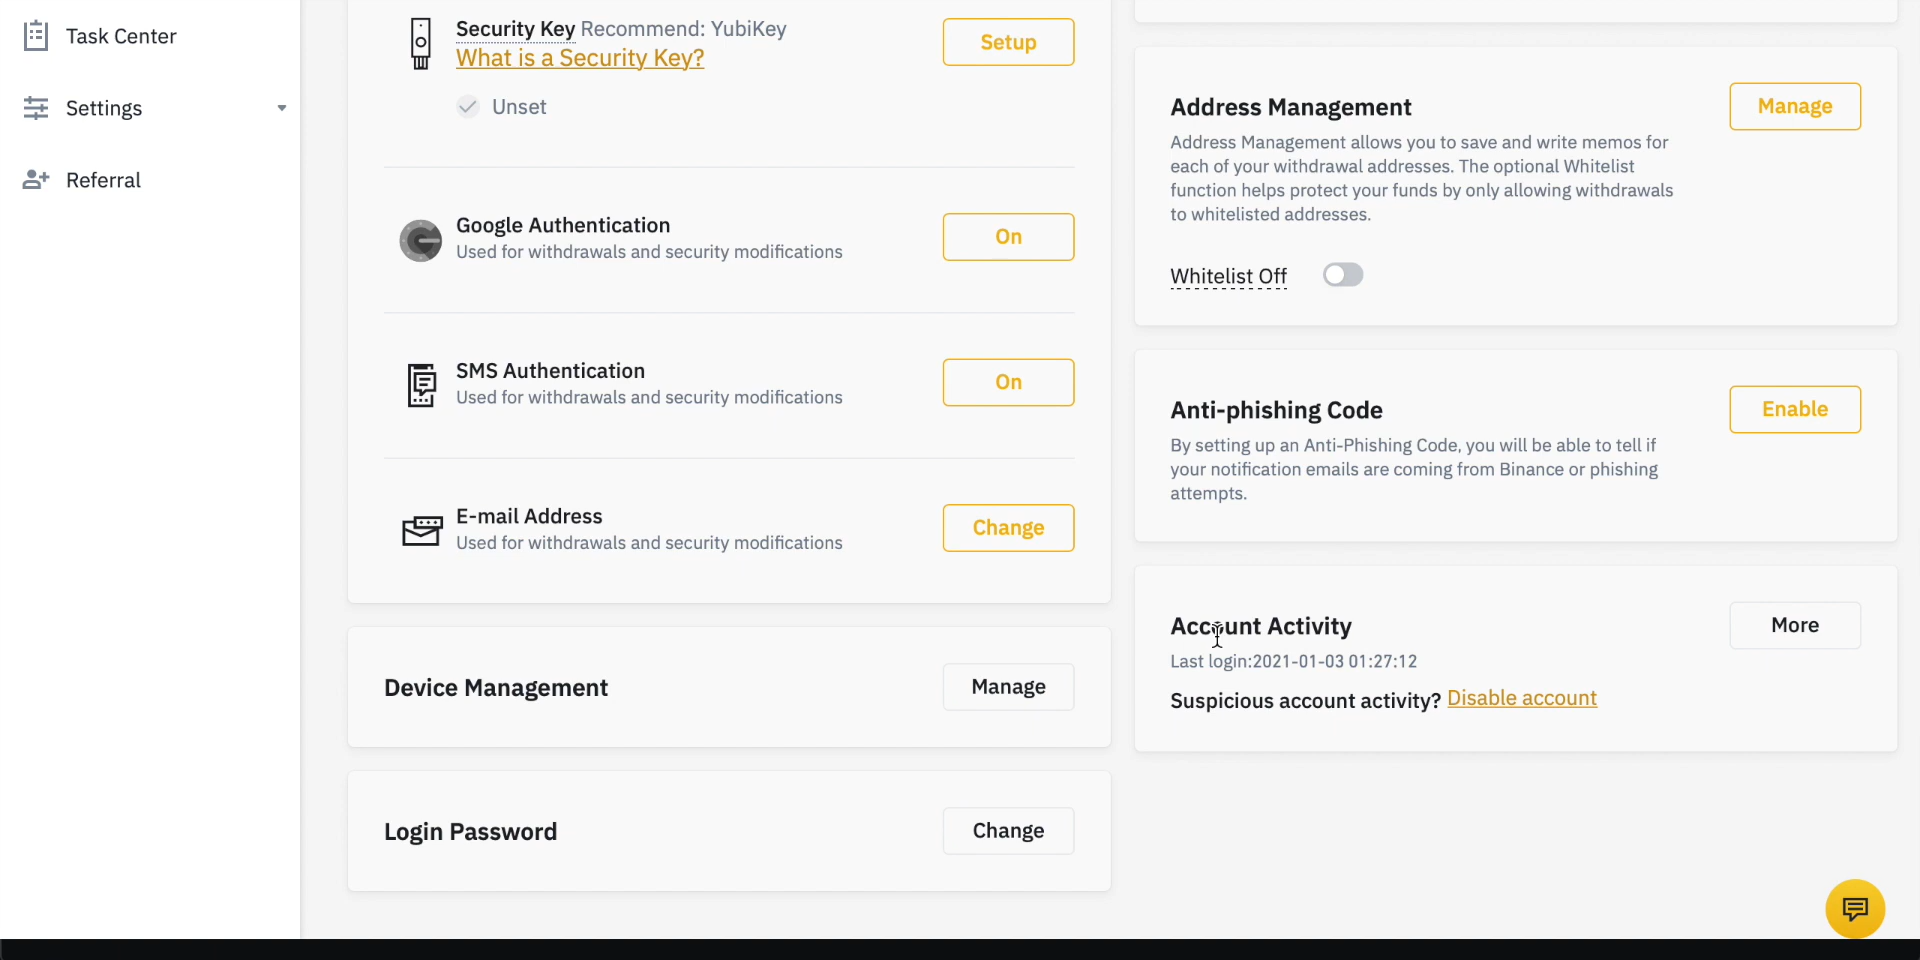 Task Center
Settings
Referral
Security Key Recommend: YubiKey
What is a Security Key?
Setup
Unset
Google Authentication
Used for withdrawals and security modifications
On
SMS Authentication
Used for withdrawals and security modifications
On
E-mail Address
Used for withdrawals and security modifications
Change
Device Management
Manage
Login Password
Change
Address Management
Manage
Address Management allows you to save and write memos for
each of your withdrawal addresses. The optional Whitelist
function helps protect your funds by only allowing withdrawals
to whitelisted addresses.
Whitelist Off
Anti-phishing Code
Enable
By setting up an Anti-Phishing Code, you will be able to tell if
your notification emails are coming from Binance or phishing
attempts.
Account Activity
More
Last login:2021-01-03 01:27:12
Suspicious account activity? Disable account